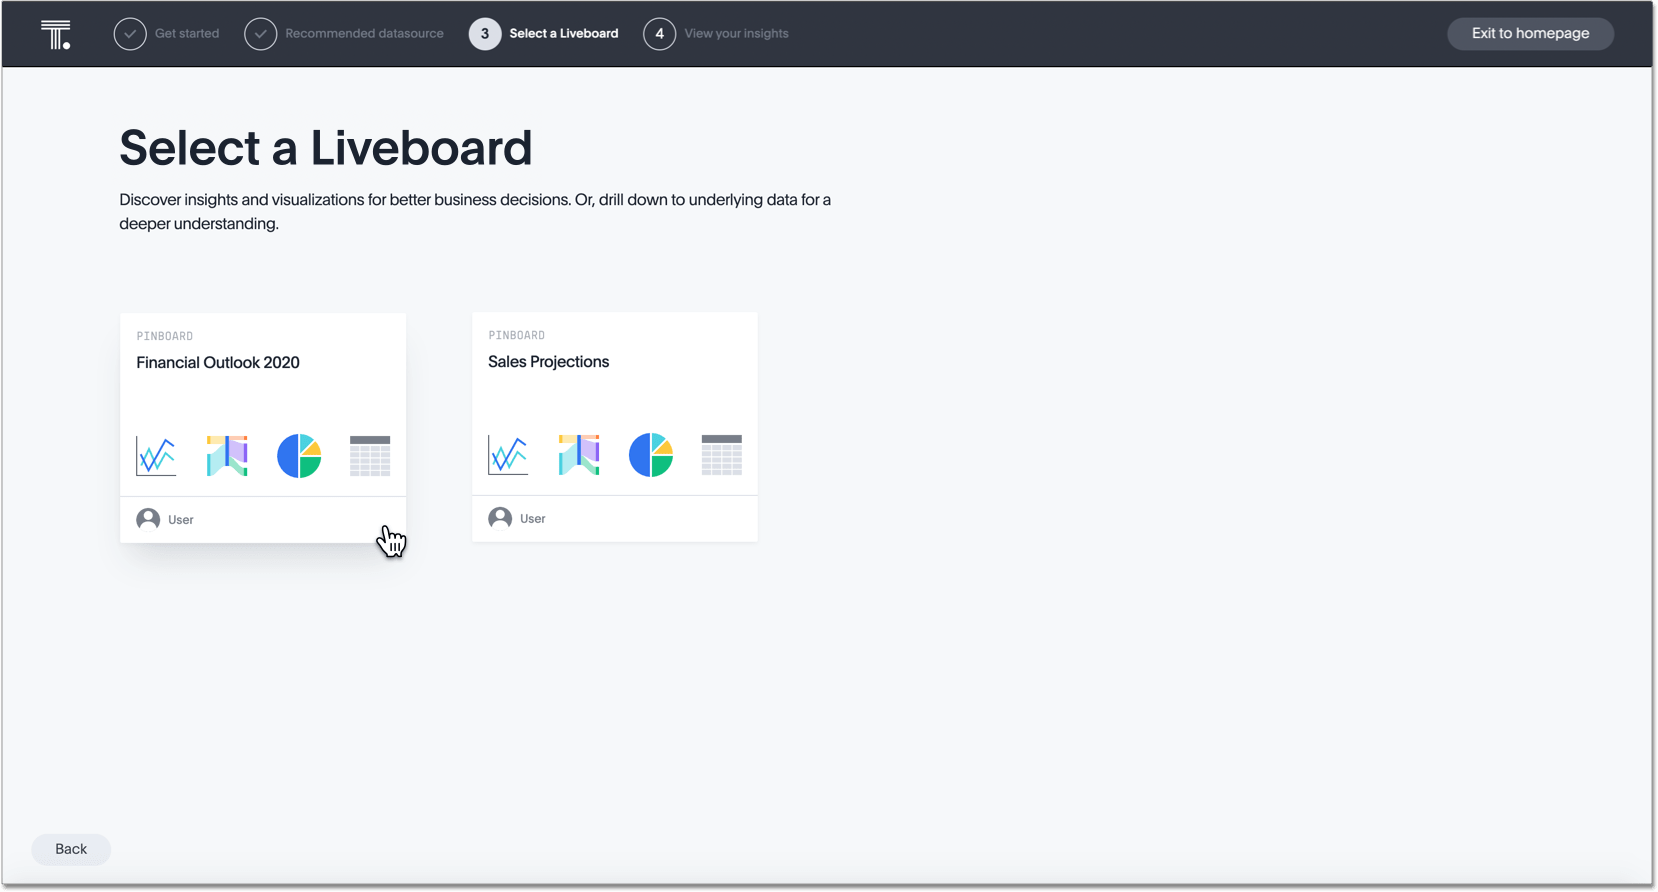 T.
Get started
Recommended datasource
3 Select a Liveboard
4 View your insights
Exit to homepage
Select a Liveboard
Discover insights and visualizations for better business decisions. Or, drill down to underlying data for a
deeper understanding.
PINBOARD
Financial Outlook 2020
User
PINBOARD
Sales Projections
User
Back